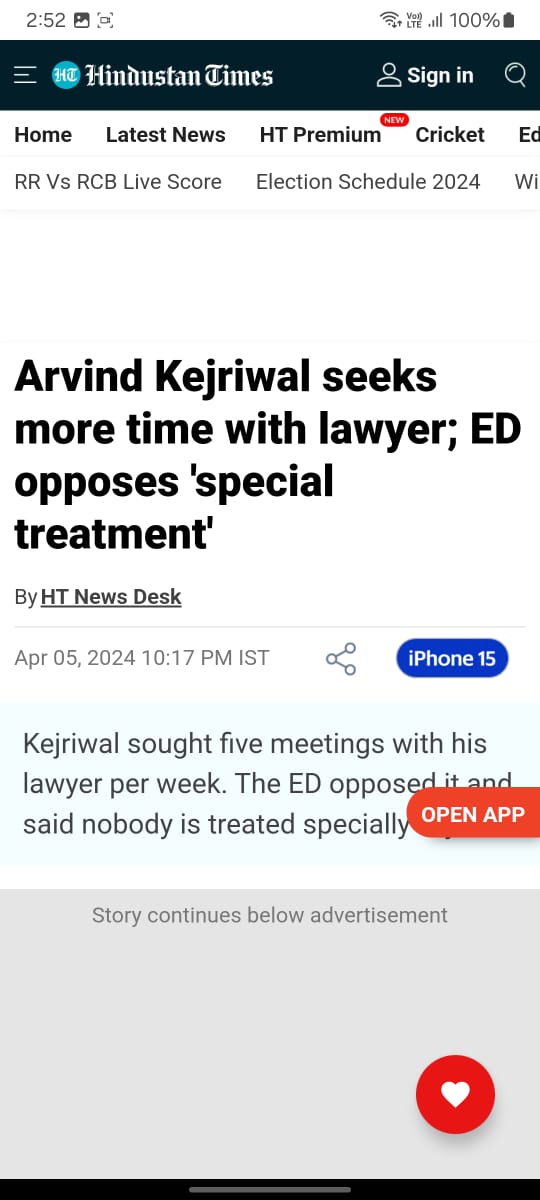 2:52 Vo)) LTE 100%
HT Hindustan Times Sign in
NEW
Home Latest News HT Premium Cricket Ed
RR Vs RCB Live Score Election Schedule 2024 Wi
Arvind Kejriwal seeks
more time with lawyer; ED
opposes 'special
treatment'
By HT News Desk
Apr 05, 2024 10:17 PM IST iPhone 15
Kejriwal sought five meetings with his
lawyer per week. The ED opposed it and
said nobody is treated specially
OPEN APP
Story continues below advertisement